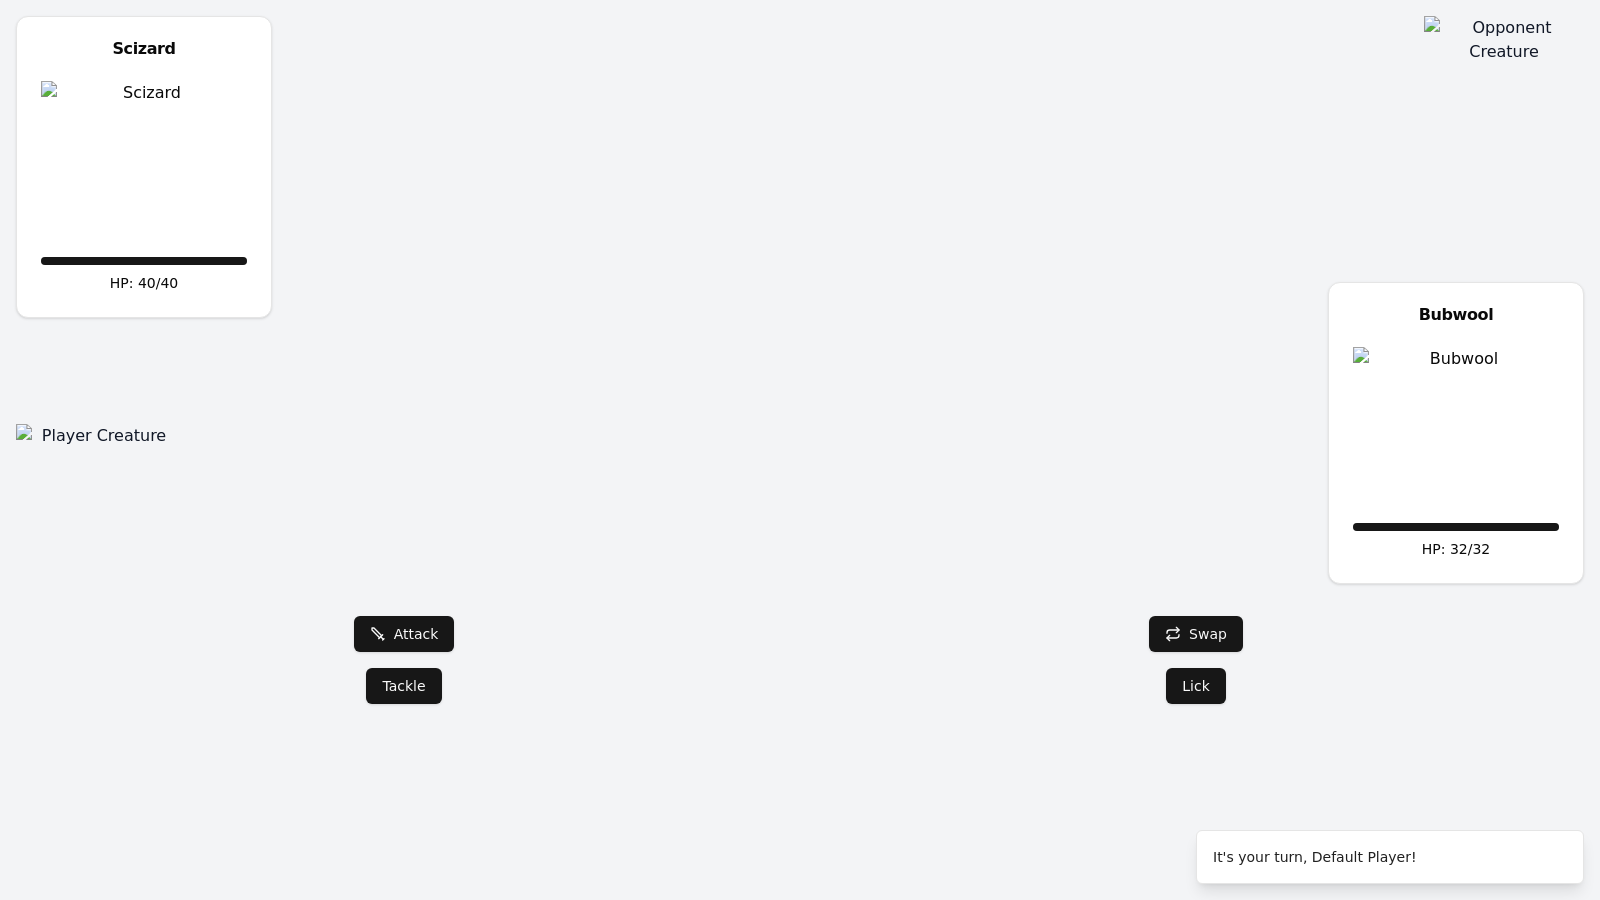 Scizard
Scizard
HP: 40/40
Opponent
Creature
Bubwool
Bubwool
HP: 32/32
Player Creature
Attack
Swap
Tackle
Lick
It's your turn, Default Player!